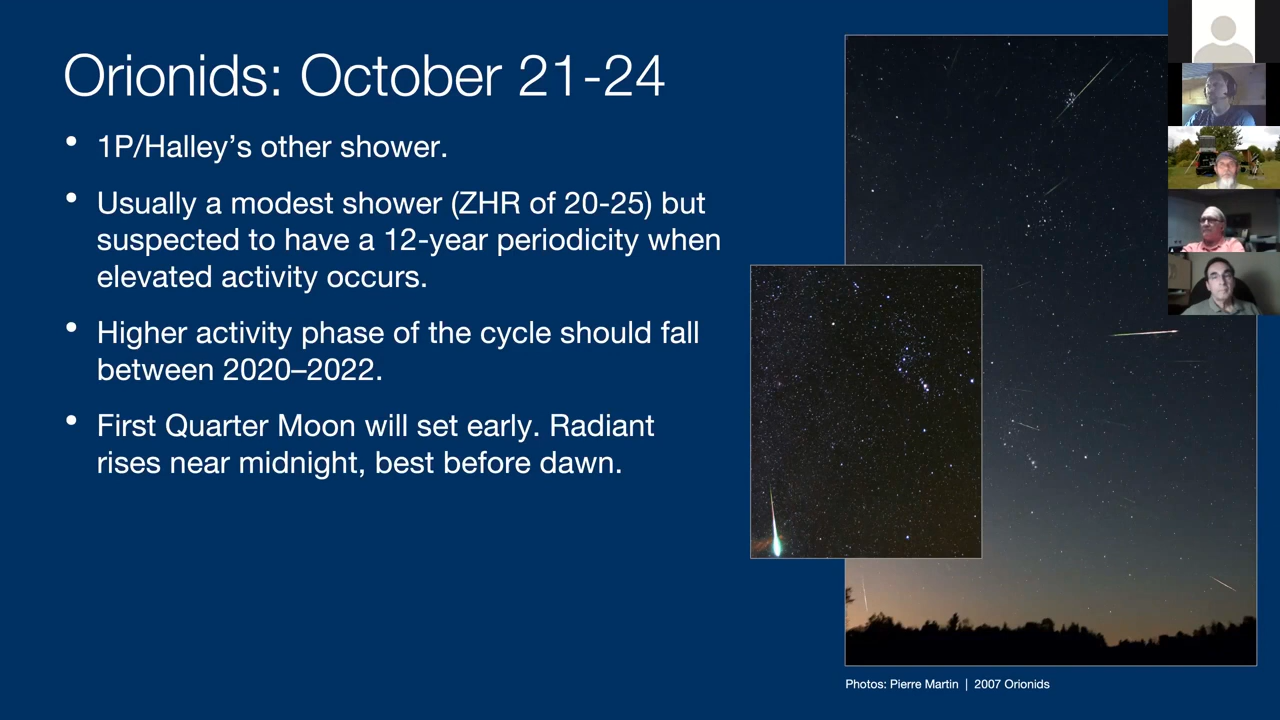 Orionids: October 21-24
• 1P/Halley’s other shower.
• Usually a modest shower (ZHR of 20-25) but
suspected to have a 12-year periodicity when
elevated activity occurs.
• Higher activity phase of the cycle should fall
between 2020–2022.
• First Quarter Moon will set early. Radiant
rises near midnight, best before dawn.
Photos: Pierre Martin | 2007 Orionids